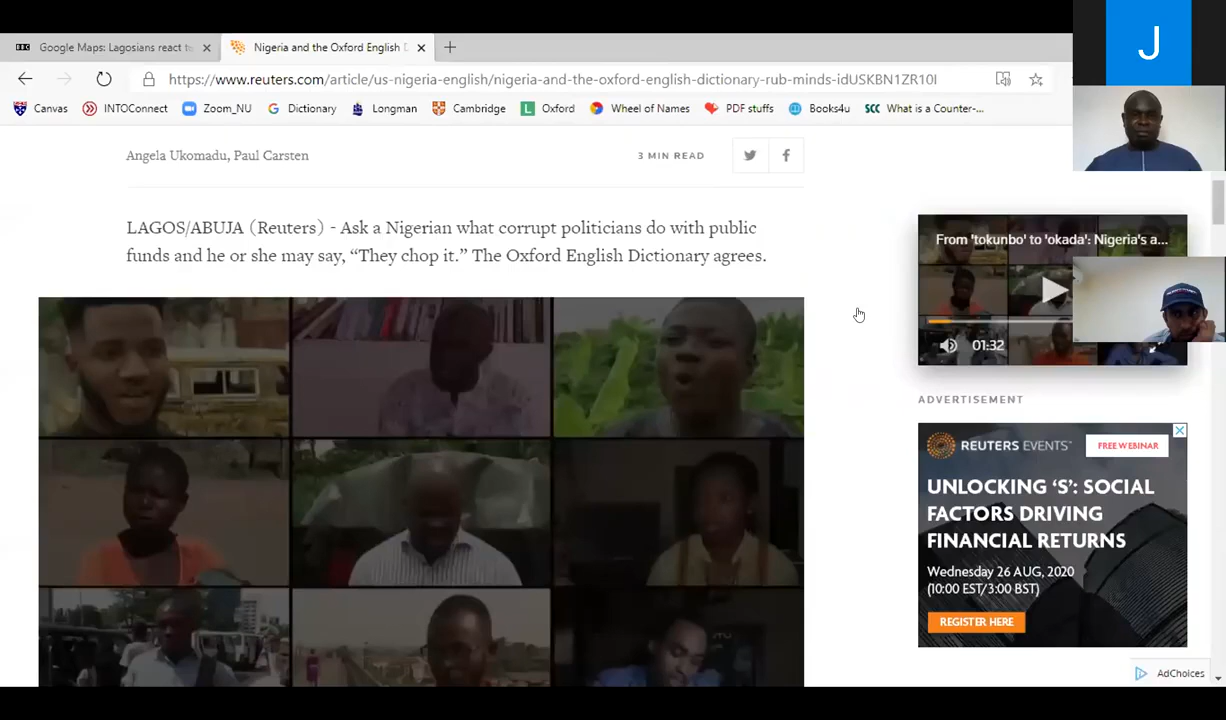 J
Google Maps: Lagosians react t
Nigeria and the Oxford English D
https://www.reuters.com/article/us-nigeria-english/nigeria-and-the-oxford-english-dictionary-rub-minds-idUSKBN1ZR10I
Canvas
INTOConnect
Zoom_NU
G Dictionary
Longman
Cambridge
L Oxford
Wheel of Names
PDF stuffs
Books4u
SCC What is a Counter-...
Angela Ukomadu, Paul Carsten
3 MIN READ
LAGOS/ABUJA (Reuters) - Ask a Nigerian what corrupt politicians do with public
funds and he or she may say, “They chop it.” The Oxford English Dictionary agrees.
From 'tokunbo' to 'okada': Nigeria's a...
01:32
ADVERTISEMENT
REUTERS EVENTS™
FREE WEBINAR
UNLOCKING ‘S’: SOCIAL
FACTORS DRIVING
FINANCIAL RETURNS
Wednesday 26 AUG, 2020
(10:00 EST/3:00 BST)
REGISTER HERE
AdChoices